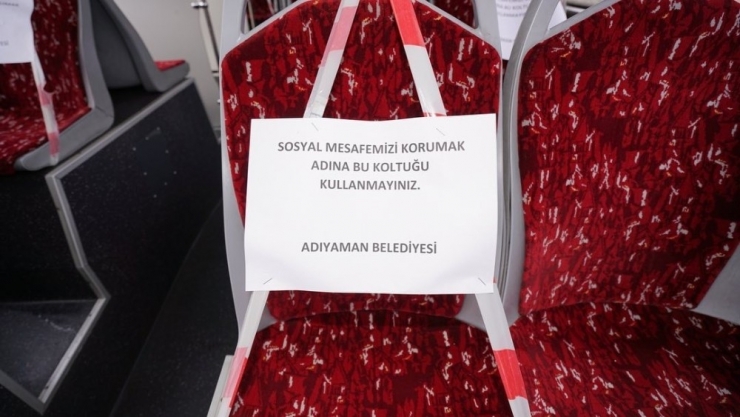 SOSYAL MESAFEMİZİ KORUMAK
ADINA BU KOLTUĞU
KULLANMAYINIZ.
ADIYAMAN BELEDİYESİ